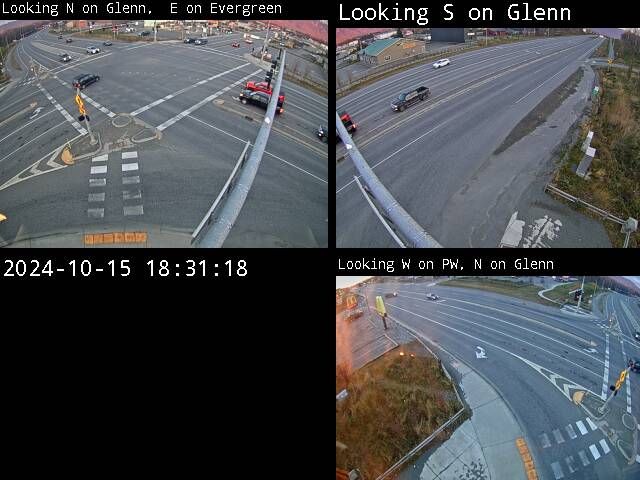 Looking N on Glenn, E on Evergreen
Looking S on Glenn
2024-10-15 18:31:18
Looking W on PW, N on Glenn